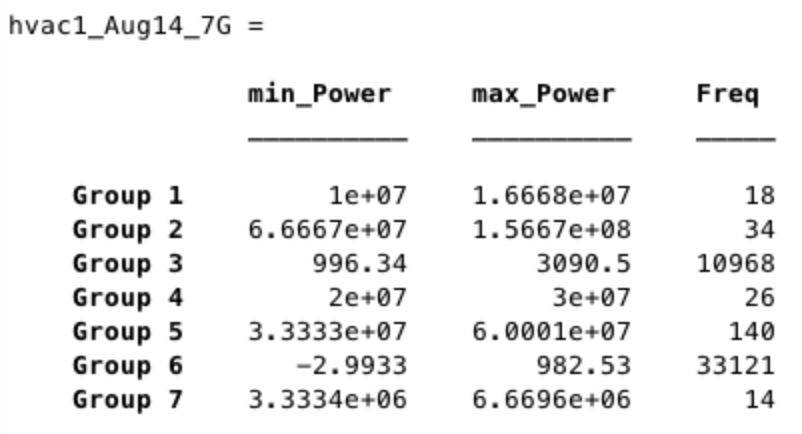 hvac1_Aug14_7G =
min_Power max_Power Freq
Group 1 1e+07 1.6668e+07 18
Group 2 6.6667e+07 1.5667e+08 34
Group 3 996.34 3090.5 10968
Group 4 2e+07 3e+07 26
Group 5 3.3333e+07 6.0001e+07 140
Group 6 −2.9933 982.53 33121
Group 7 3.3334e+06 6.6696e+06 14